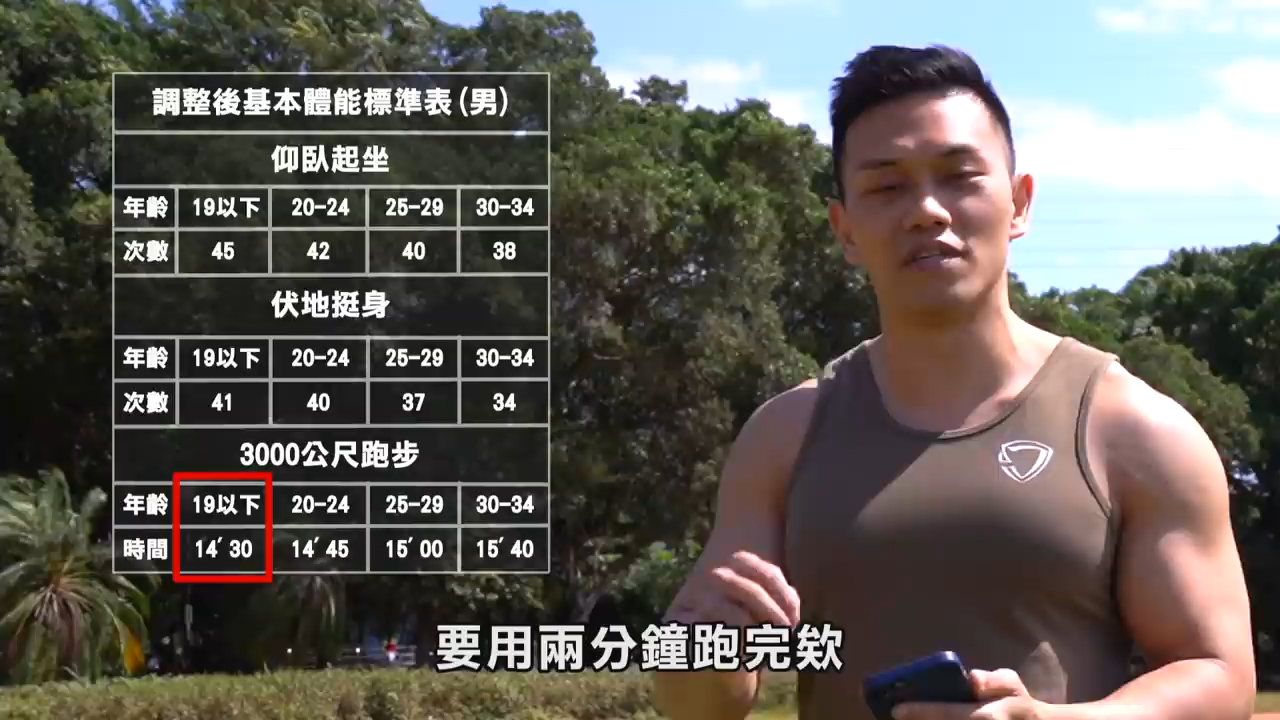 調整後基本體能標準表(男)
仰臥起坐
年齡 19以下 20-24 25-29 30-34
次數 45 42 40 38
伏地挺身
年齡 19以下 20-24 25-29 30-34
次數 41 40 37 34
3000公尺跑步
年齡 19以下 20-24 25-29 30-34
時間 14′30 14′45 15′00 15′40
要用兩分鐘跑完欸